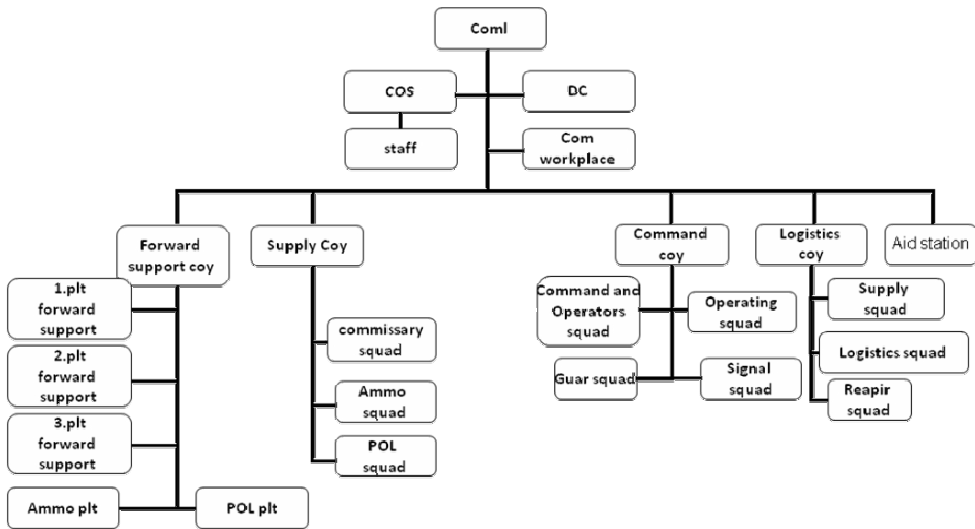 Coml
COS
DC
staff
Com
workplace
Forward
support coy
Supply Coy
Command
coy
Logistics
coy
Aid station
1.plt
forward
support
2.plt
forward
support
3.plt
forward
support
Ammo plt
POL plt
commissary
squad
Ammo
squad
POL
squad
Command and
Operators
squad
Operating
squad
Guar squad
Signal
squad
Supply
squad
Logistics squad
Reapir
squad